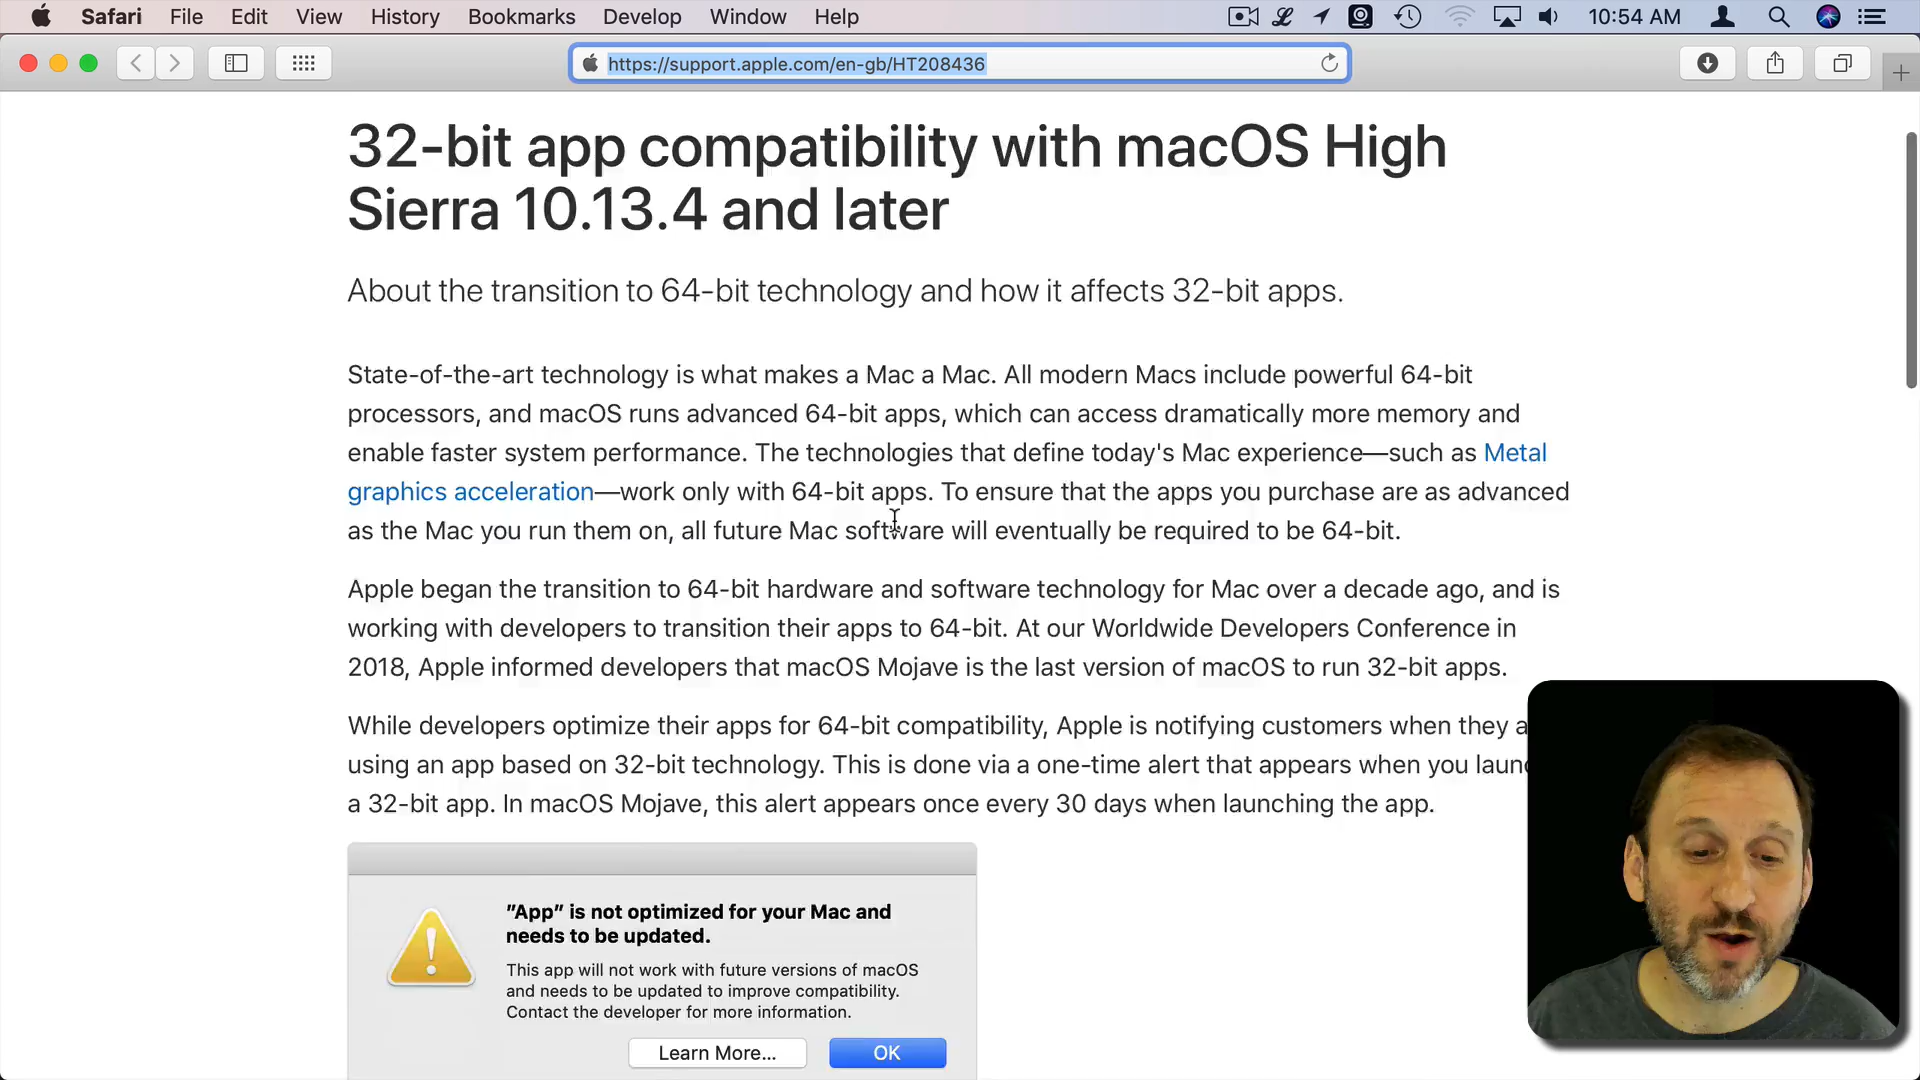 Safari File Edit View History Bookmarks Develop Window Help 10:54 AM
https://support.apple.com/en-gb/HT208436
32-bit app compatibility with macOS High
Sierra 10.13.4 and later
About the transition to 64-bit technology and how it affects 32-bit apps.
State-of-the-art technology is what makes a Mac a Mac. All modern Macs include powerful 64-bit
processors, and macOS runs advanced 64-bit apps, which can access dramatically more memory and
enable faster system performance. The technologies that define today's Mac experience—such as Metal
graphics acceleration—work only with 64-bit apps. To ensure that the apps you purchase are as advanced
as the Mac you run them on, all future Mac software will eventually be required to be 64-bit.
Apple began the transition to 64-bit hardware and software technology for Mac over a decade ago, and is
working with developers to transition their apps to 64-bit. At our Worldwide Developers Conference in
2018, Apple informed developers that macOS Mojave is the last version of macOS to run 32-bit apps.
While developers optimize their apps for 64-bit compatibility, Apple is notifying customers when they a
using an app based on 32-bit technology. This is done via a one-time alert that appears when you laun
a 32-bit app. In macOS Mojave, this alert appears once every 30 days when launching the app.
"App" is not optimized for your Mac and
needs to be updated.
This app will not work with future versions of macOS
and needs to be updated to improve compatibility.
Contact the developer for more information.
Learn More... OK